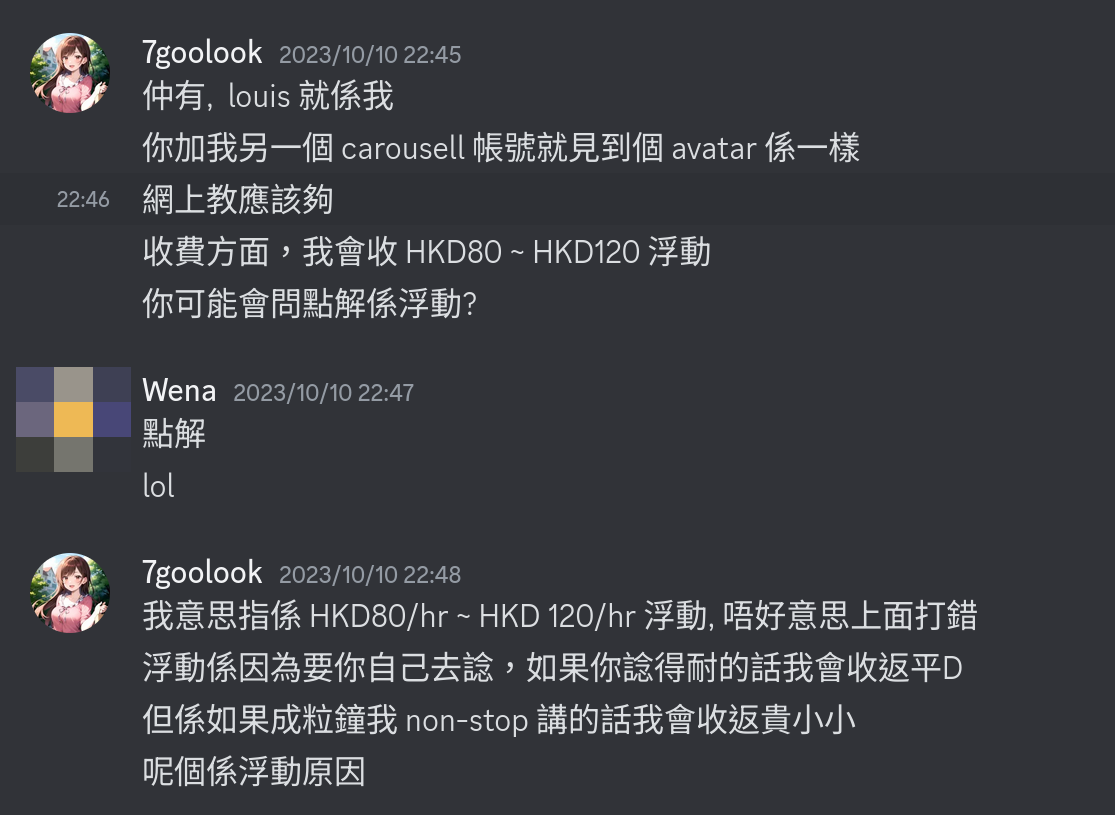 7goolook 2023/10/10 22:45
仲有, louis 就係我
你加我另一個 carousell 帳號就見到個 avatar 係一樣
22:46 網上教應該夠
收費方面，我會收 HKD80 ~ HKD120 浮動
你可能會問點解係浮動?
Wena 2023/10/10 22:47
點解
lol
7goolook 2023/10/10 22:48
我意思指係 HKD80/hr ~ HKD 120/hr 浮動, 唔好意思上面打錯
浮動係因為要你自己去諗，如果你諗得耐的話我會收返平D
但係如果成粒鐘我 non-stop 講的話我會收返貴小小
呢個係浮動原因